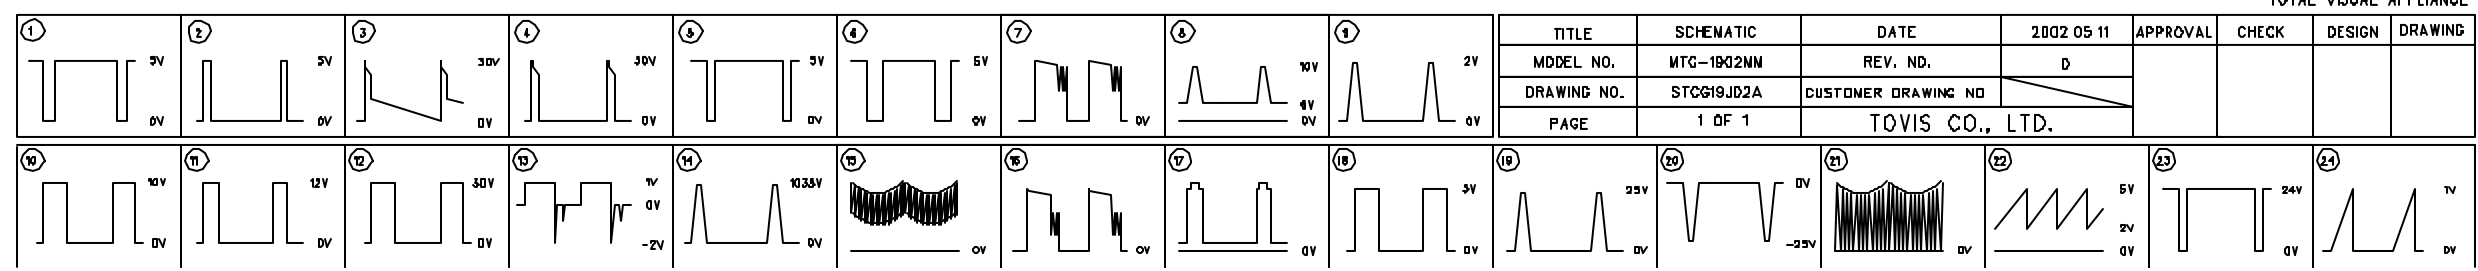 TOTAL VISUAL APPLIANCE
1 2 3 4 5 6 7 8 9
5V 5V 30V 30V 5V 5V 10V 2V
0V
0V 0V 0V 0V 0V 0V 0V 0V 0V
TITLE SCHEMATIC DATE 2002 05 11 APPROVAL CHECK DESIGN DRAWING
MODEL NO. MTG-1902MM REV. NO. D
DRAWING NO. STCG19JD2A CUSTOMER DRAWING NO
PAGE 1 OF 1 TOVIS CO., LTD.
10 11 12 13 14 15 16 17 18 19 20 21 22 23 24
10V 12V 30V 1V 3V 25V 0V 5V 24V 1V
0V 2V
0V 0V 0V -2V 0V 0V 0V 0V 0V 0V -25V 0V 0V 0V 0V